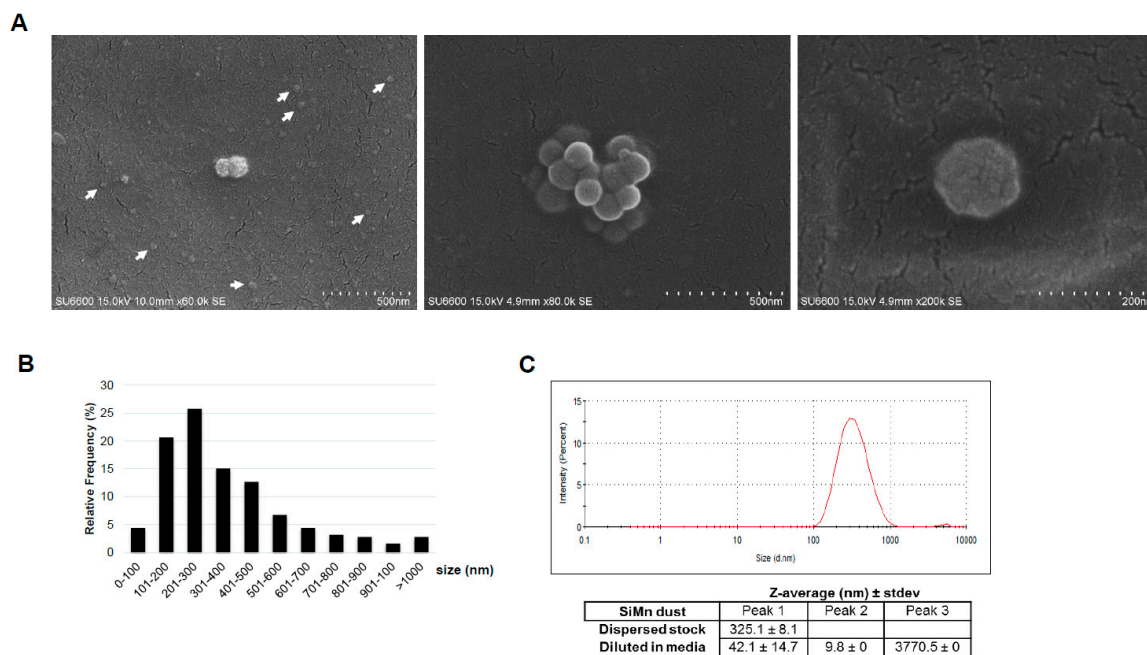 A
SU6600 15.0kV 10.0mm x60.0k SE 500nm
SU6600 15.0kV 4.9mm x80.0k SE 500nm
SU6600 15.0kV 4.9mm x200k SE 200nm
B
Relative Frequency (%)
30
25
20
15
10
5
0
0-100
101-200
201-300
301-400
401-500
501-600
601-700
701-800
801-900
901-100
>1000
size (nm)
C
Intensity (Percent)
15
10
5
0
0.1 1 10 100 1000 10000
Size (d.nm)
Z-average (nm) ± stdev
SiMn dust Peak 1 Peak 2 Peak 3
Dispersed stock 325.1 ± 8.1
Diluted in media 42.1 ± 14.7 9.8 ± 0 3770.5 ± 0